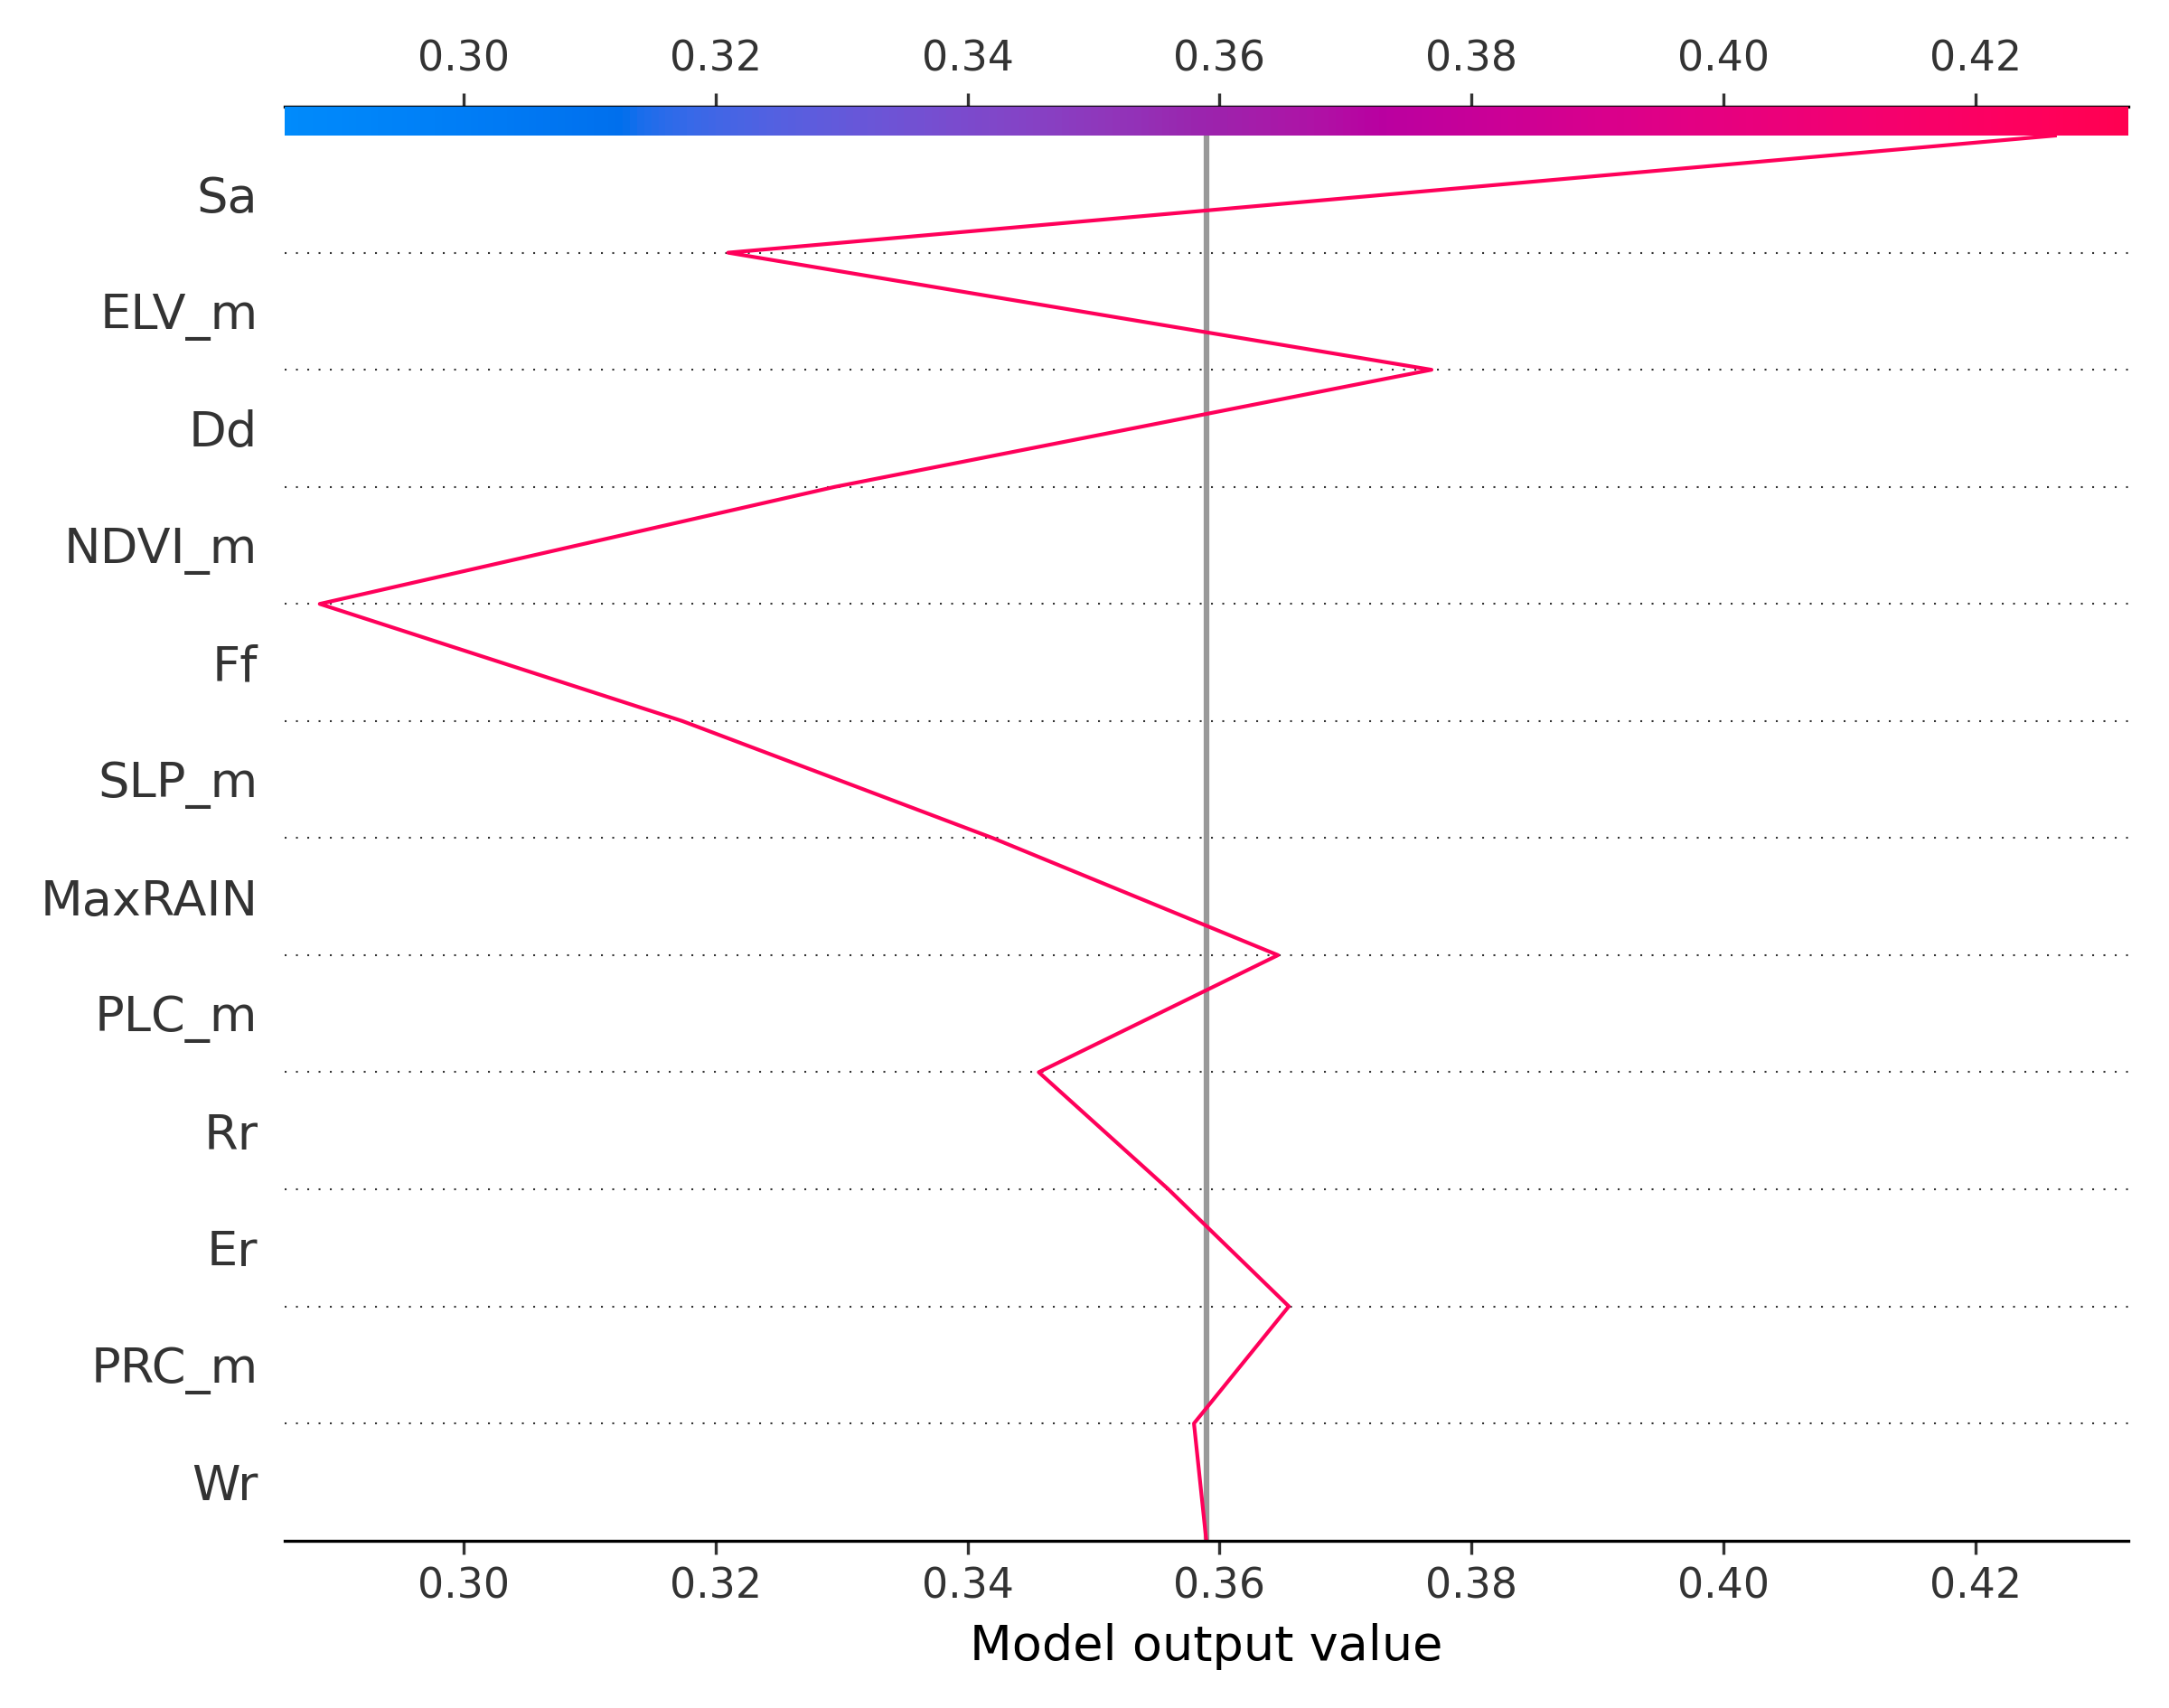 0.30 0.32 0.34 0.36 0.38 0.40 0.42
Sa
ELV_m
Dd
NDVI_m
Ff
SLP_m
MaxRAIN
PLC_m
Rr
Er
PRC_m
Wr
0.30 0.32 0.34 0.36 0.38 0.40 0.42
Model output value